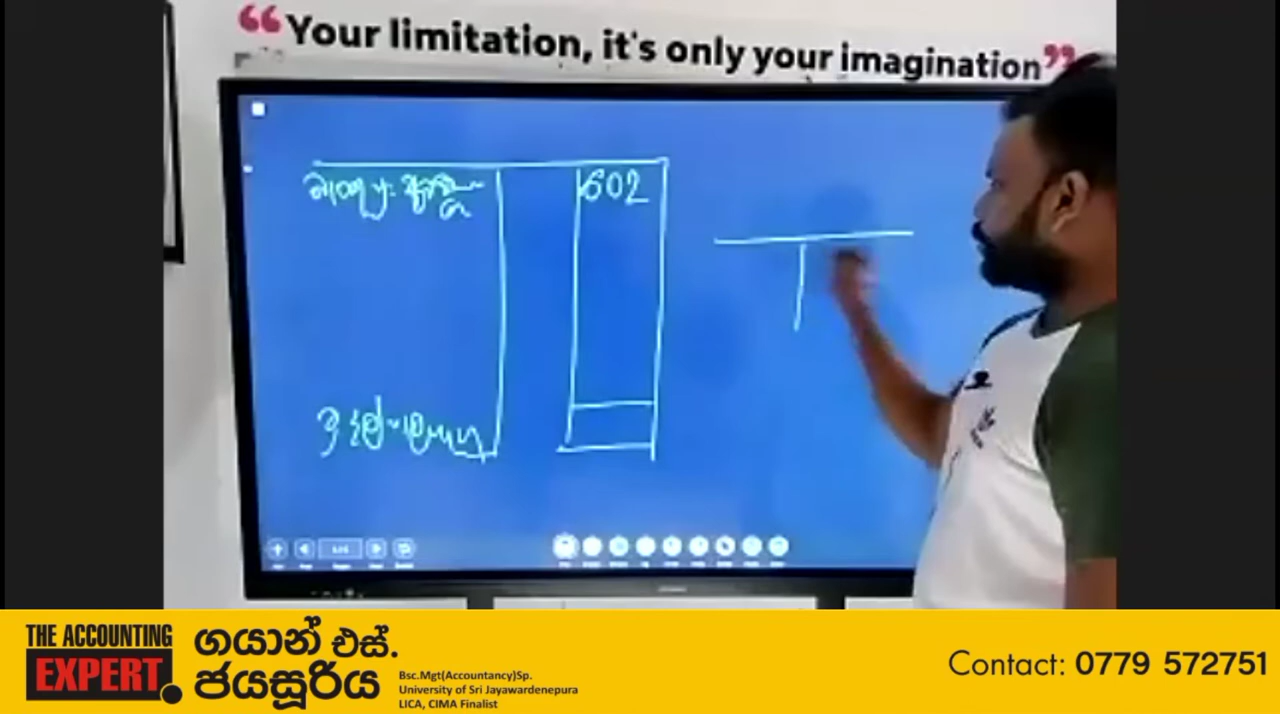 “Your limitation, it's only your imagination”
602
THE ACCOUNTING
EXPERT.
ගයාන් එස්.
ජයසූරිය
Bsc.Mgt(Accountancy)Sp.
University of Sri Jayawardenepura
LICA, CIMA Finalist
Contact: 0779 572751